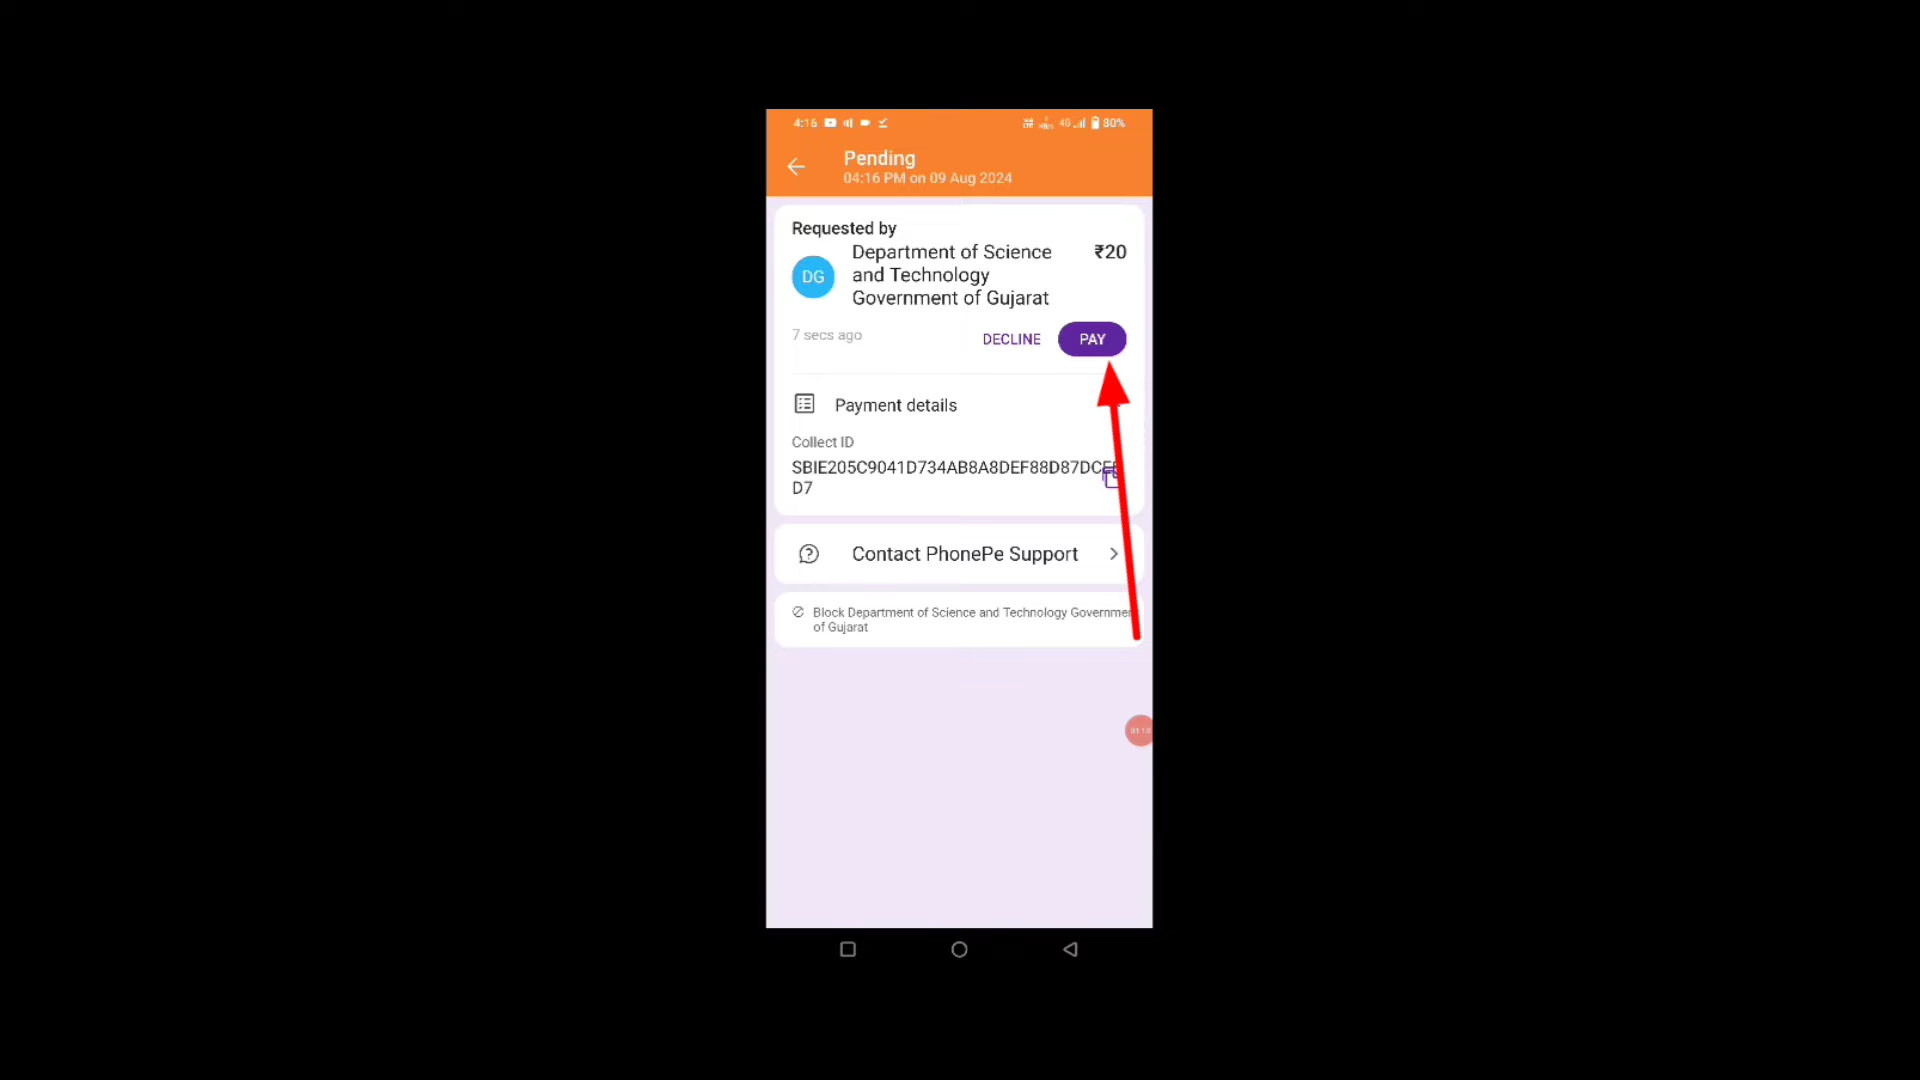 4:16 4G 80%
Pending
04:16 PM on 09 Aug 2024
Requested by
Department of Science ₹20
and Technology
DG
Government of Gujarat
7 secs ago DECLINE PAY
Payment details
Collect ID
SBIE205C9041D734AB8A8DEF88D87DCE
D7
Contact PhonePe Support
Block Department of Science and Technology
of Gujarat